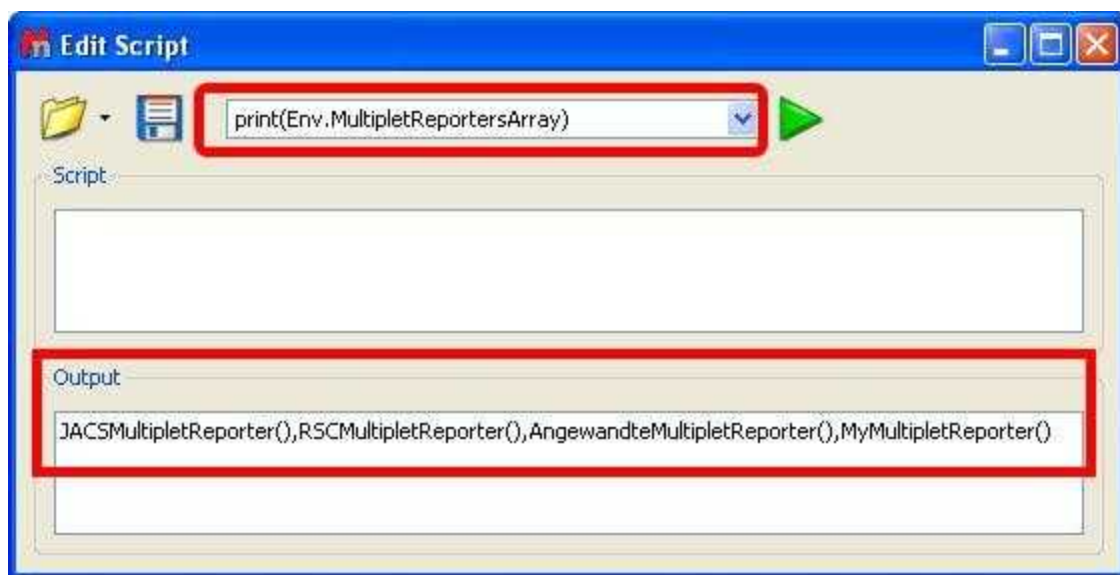 Edit Script
print(Env.MultipletReportersArray)
Script
Output
JACSMultipletReporter(),RSCMultipletReporter(),AngewandteMultipletReporter(),MyMultipletReporter()